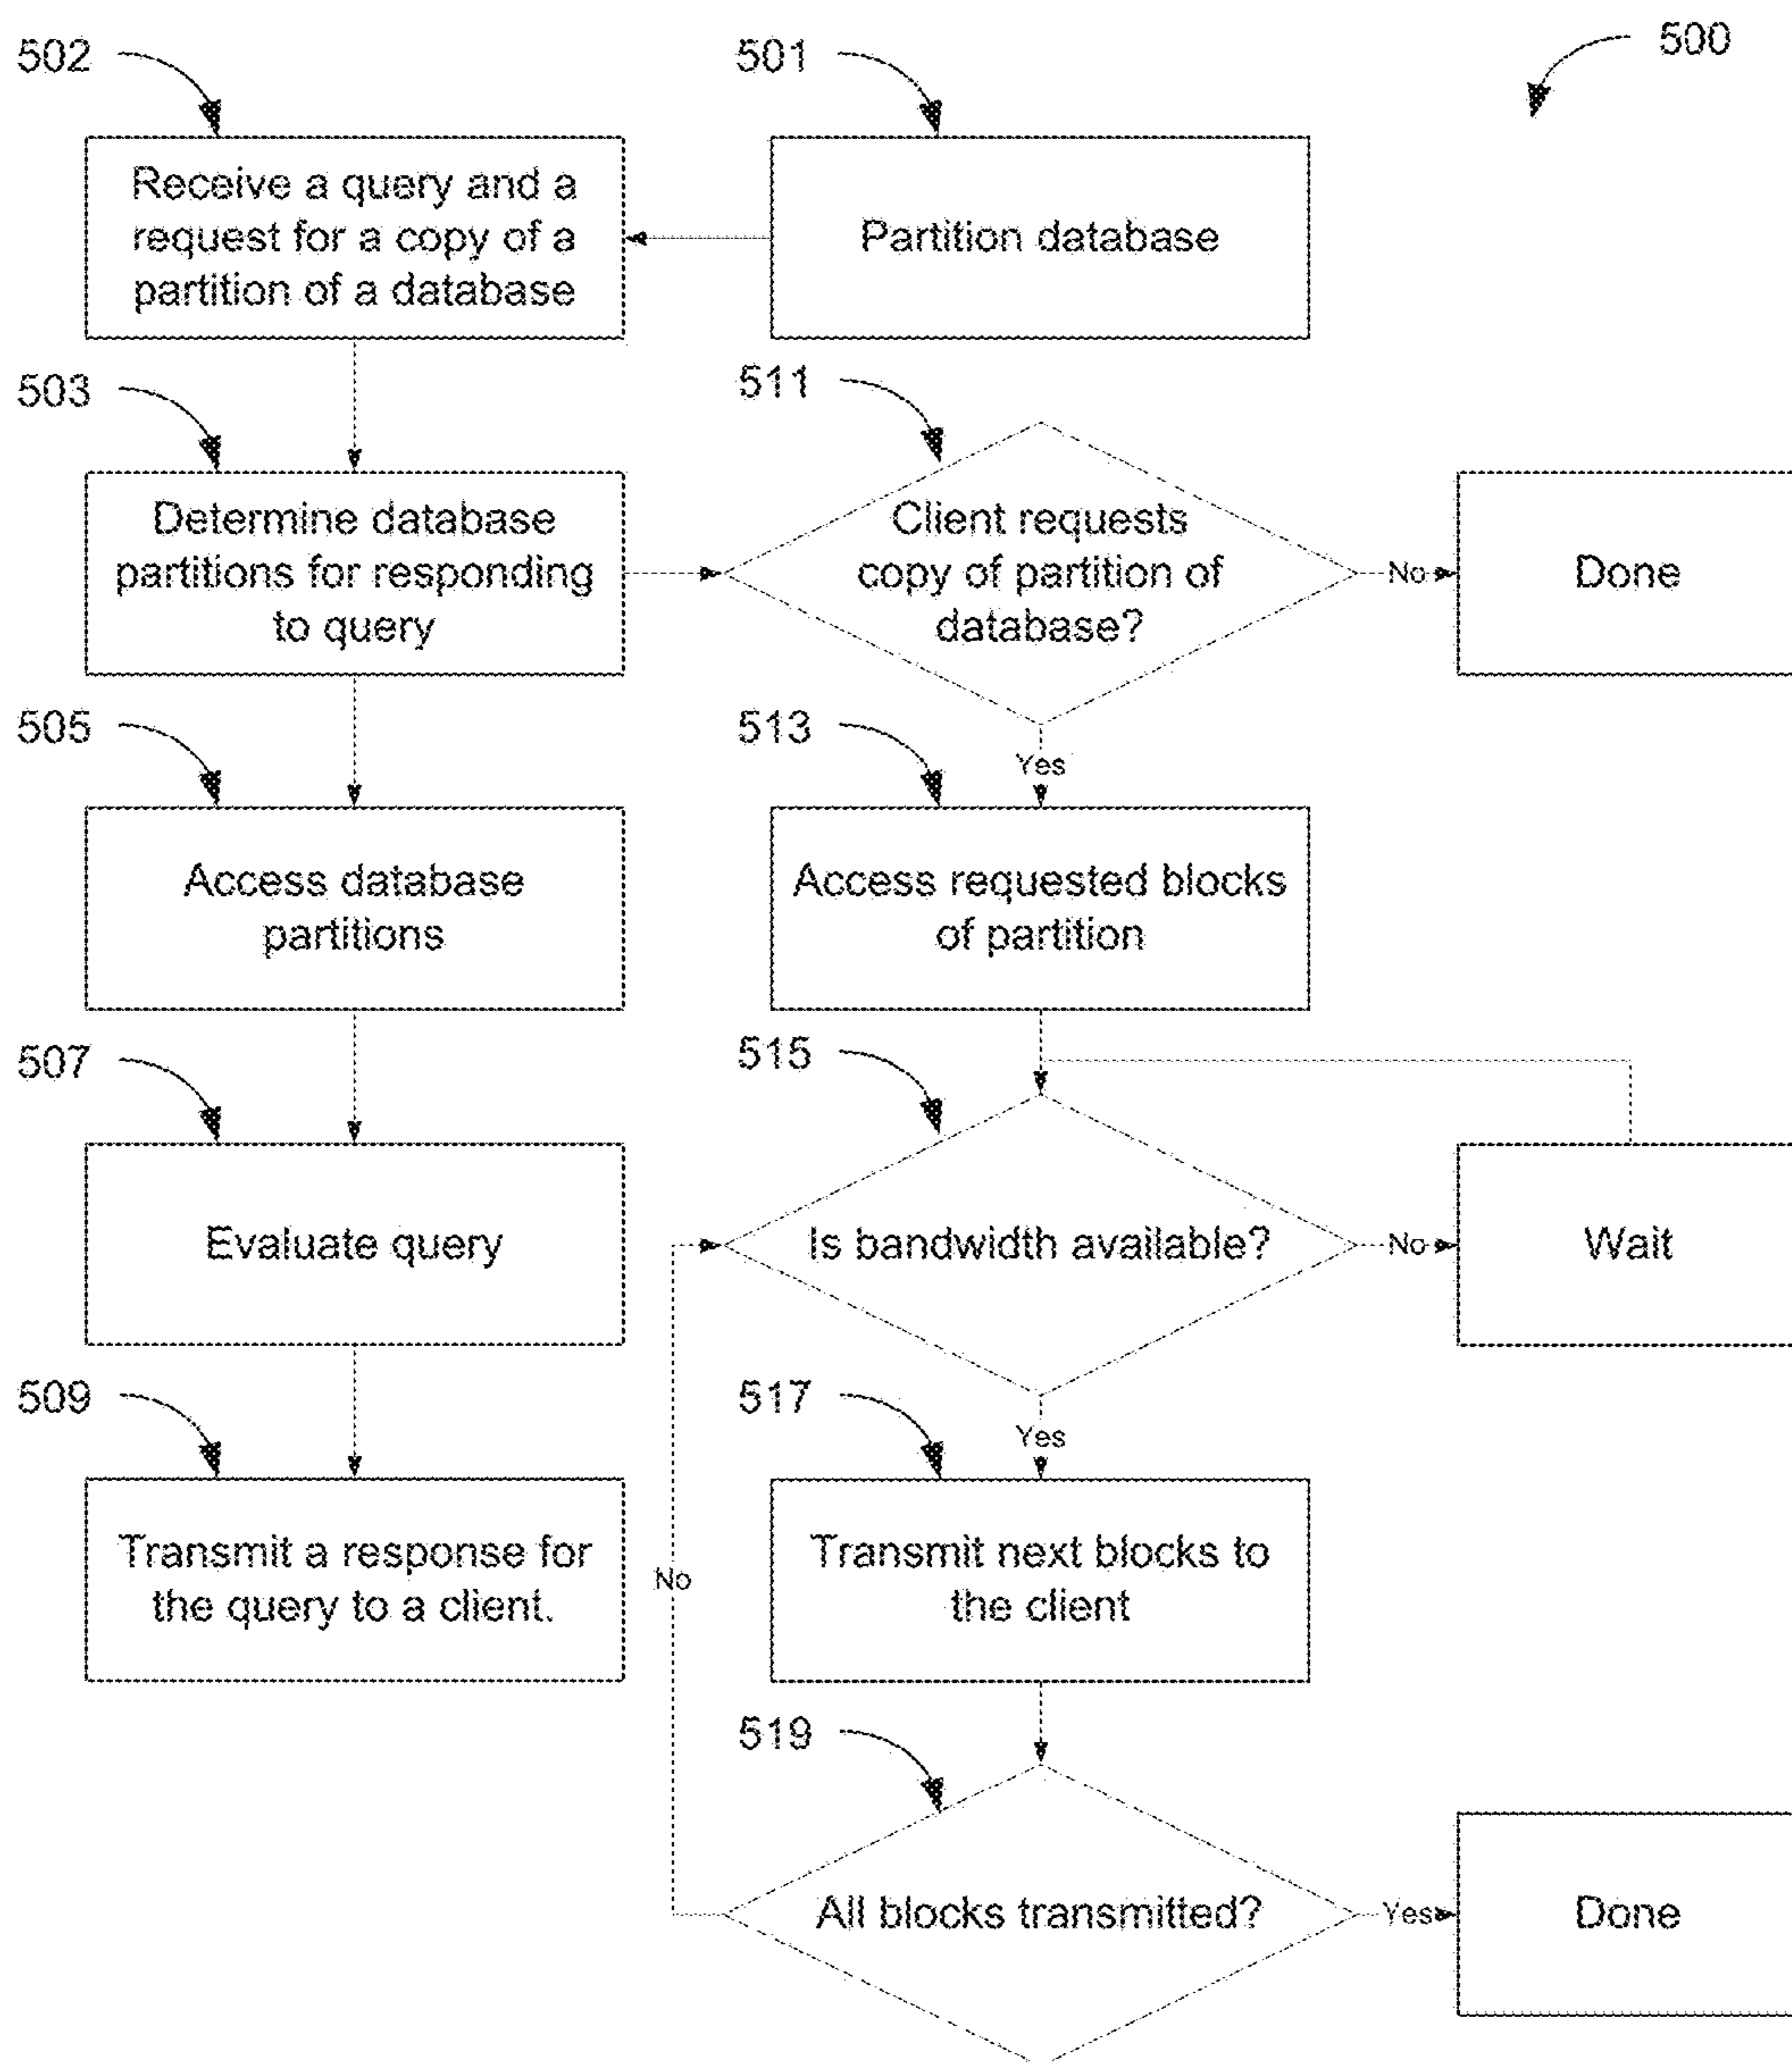 502
501
500
Receive a query and a
request for a copy of a
partition of a database
Partition database
503
511
Determine database
partitions for responding
to query
Client requests
copy of partition of
database?
No
Done
505
513
Yes
Access database
partitions
Access requested blocks
of partition
507
515
Evaluate query
Is bandwidth available?
No
Wait
509
517
Yes
Transmit a response for
the query to a client.
No
Transmit next blocks to
the client
519
All blocks transmitted?
Yes
Done